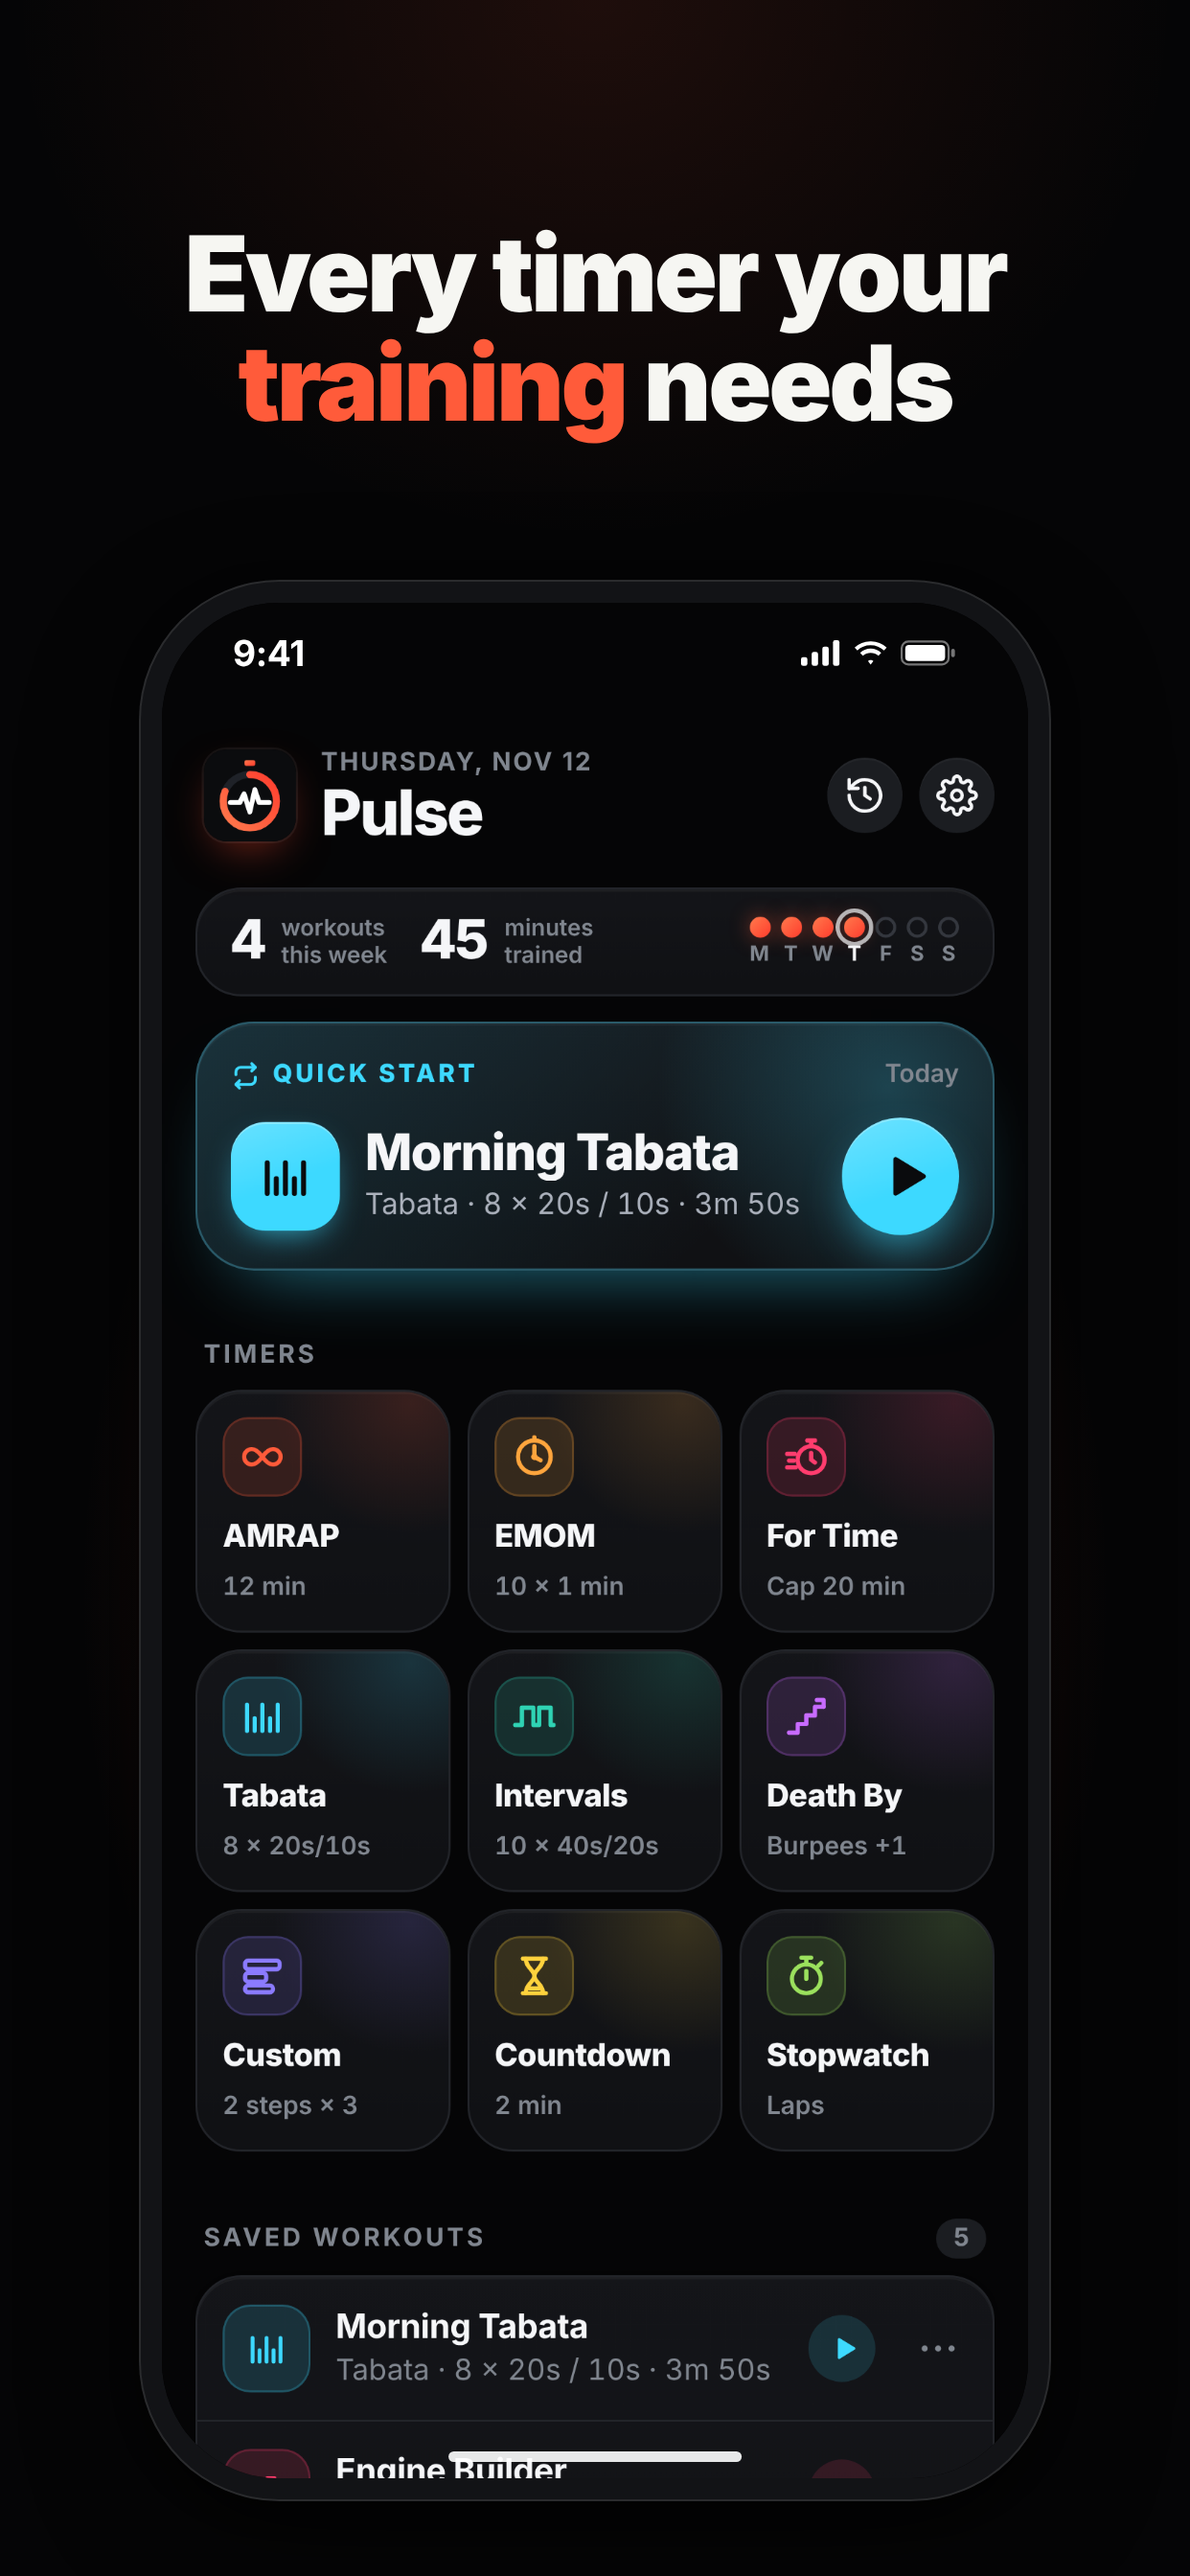 Every timer your
training needs
9:41
THURSDAY, NOV 12
Pulse
4 workouts this week 45 minutes trained
M T W T F S S
QUICK START Today
Morning Tabata
Tabata · 8 × 20s / 10s · 3m 50s
TIMERS
AMRAP
12 min
EMOM
10 × 1 min
For Time
Cap 20 min
Tabata
8 × 20s/10s
Intervals
10 × 40s/20s
Death By
Burpees +1
Custom
2 steps × 3
Countdown
2 min
Stopwatch
Laps
SAVED WORKOUTS 5
Morning Tabata
Tabata · 8 × 20s / 10s · 3m 50s
Engine Builder